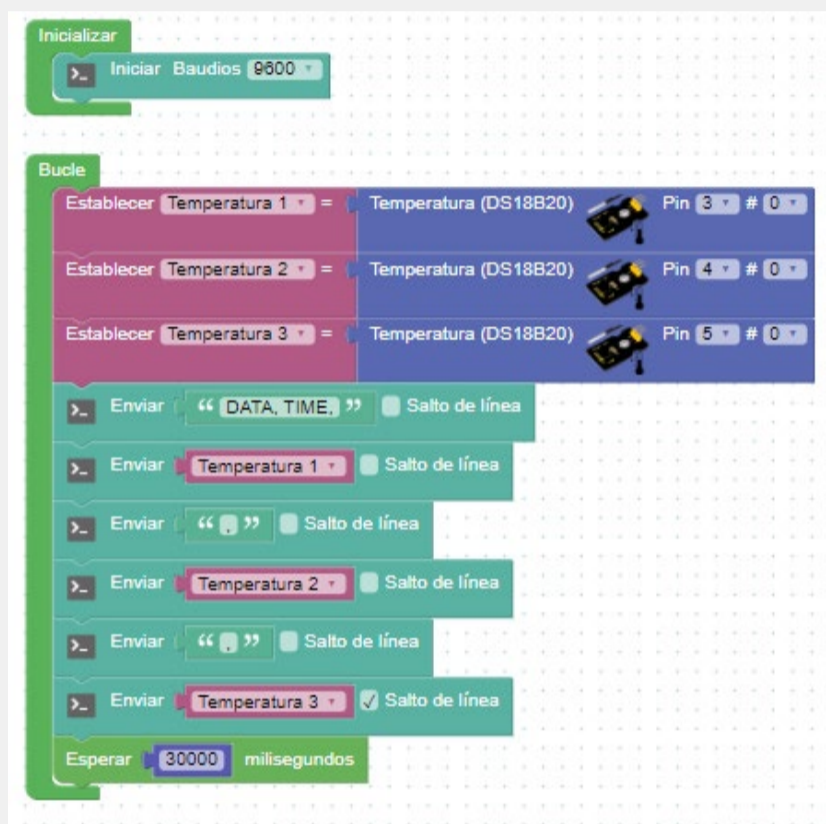 Inicializar
Iniciar Baudios 9600
Bucle
Establecer Temperatura 1 = Temperatura (DS18B20) Pin 3 # 0
Establecer Temperatura 2 = Temperatura (DS18B20) Pin 4 # 0
Establecer Temperatura 3 = Temperatura (DS18B20) Pin 5 # 0
>_ Enviar “ DATA, TIME, ” Salto de línea
>_ Enviar Temperatura 1 Salto de línea
>_ Enviar “ , ” Salto de línea
>_ Enviar Temperatura 2 Salto de línea
>_ Enviar “ , ” Salto de línea
>_ Enviar Temperatura 3 ✓ Salto de línea
Esperar 30000 milisegundos